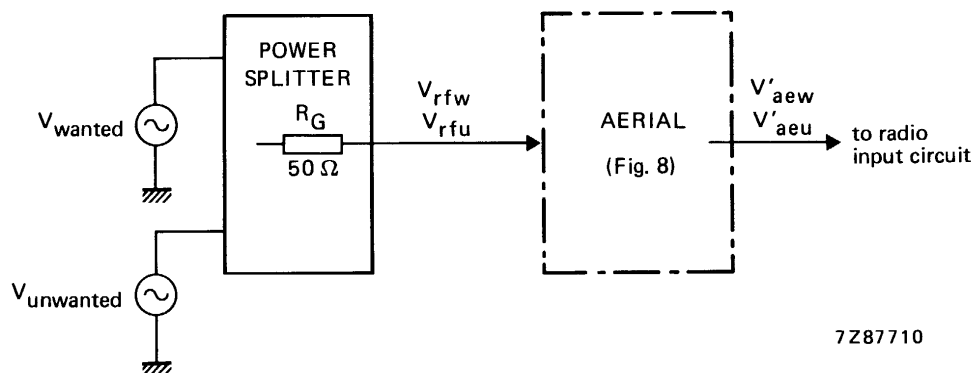 POWER
SPLITTER
R_G
50 Ω
V_wanted
V_unwanted
V_rfw
V_rfu
AERIAL
(Fig. 8)
V'_aew
V'_aeu
to radio
input circuit
7Z87710